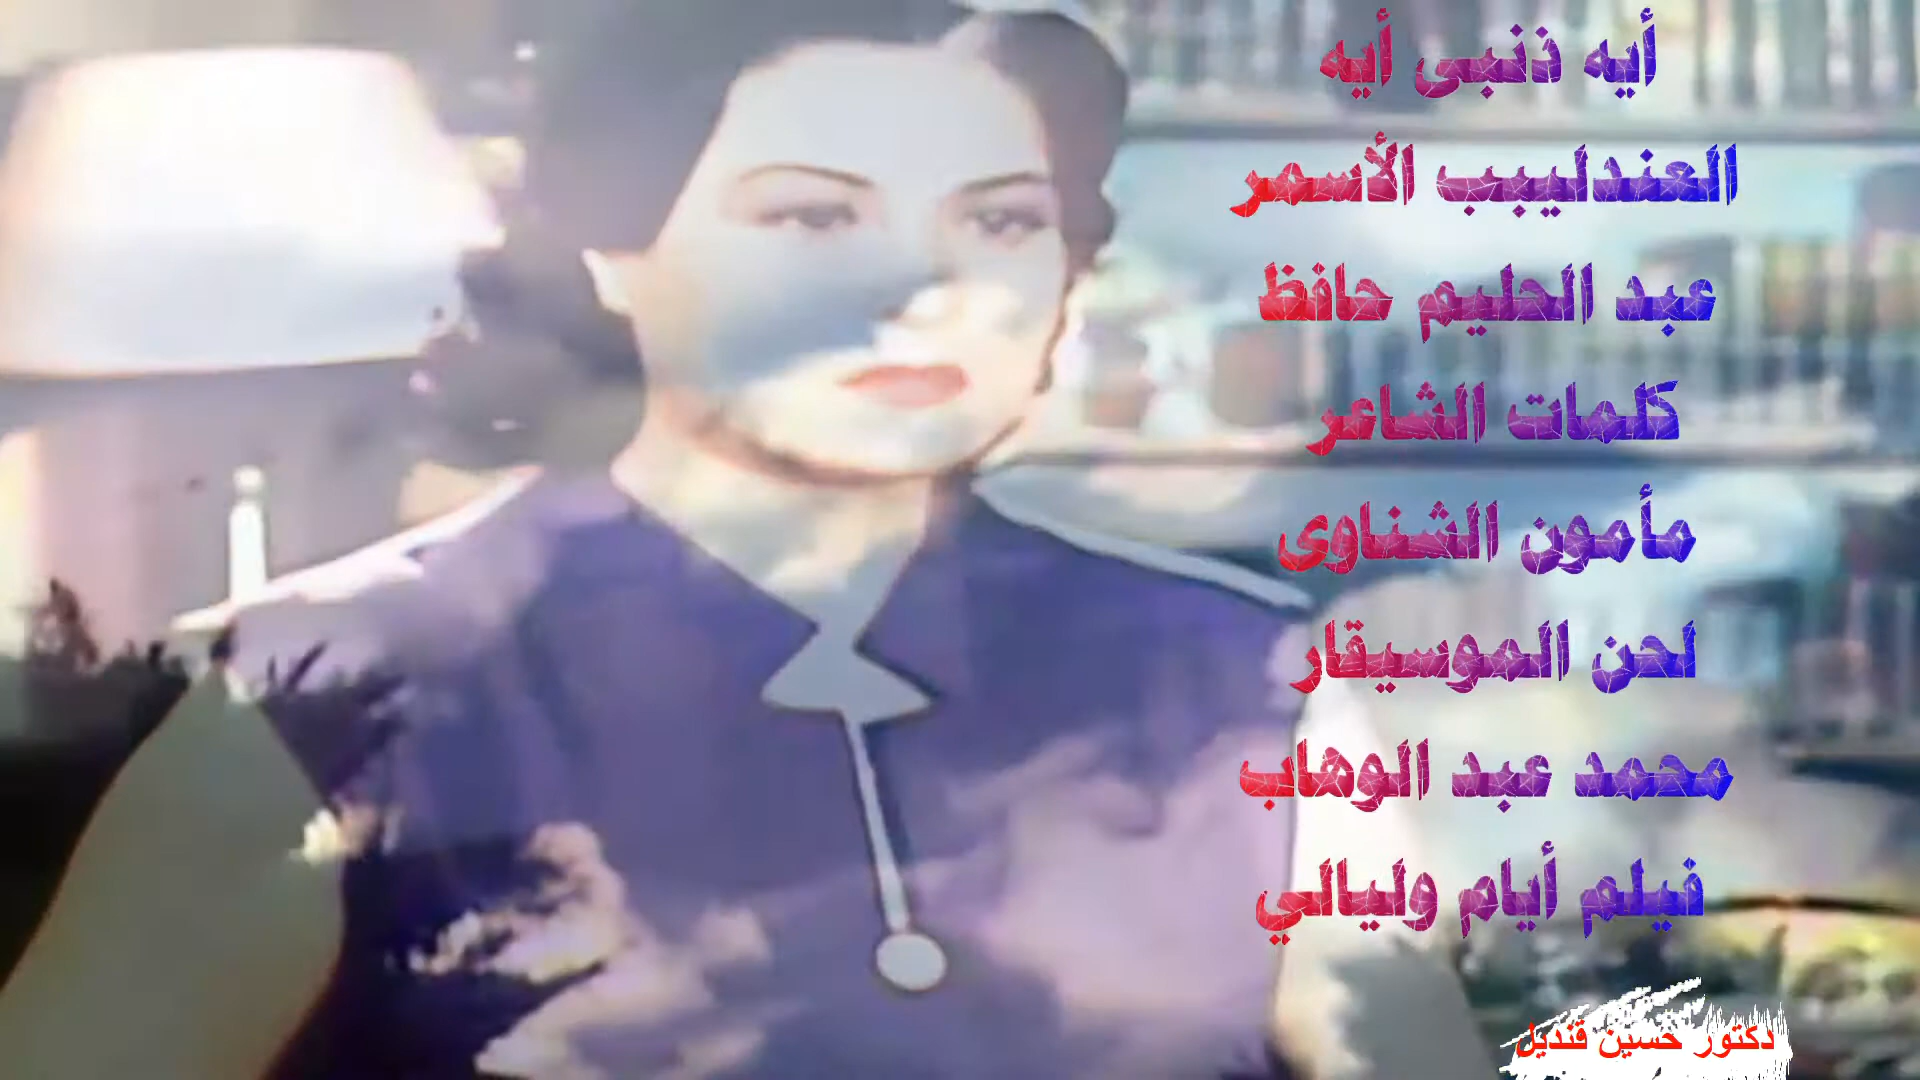 أيه ذنبى أيه
العندليبب الأسمر
عبد الحليم حافظ
كلمات الشاعر
مأمون الشناوى
لحن الموسيقار
محمد عبد الوهاب
فيلم أيام وليالي
دكتور حسين قنديل